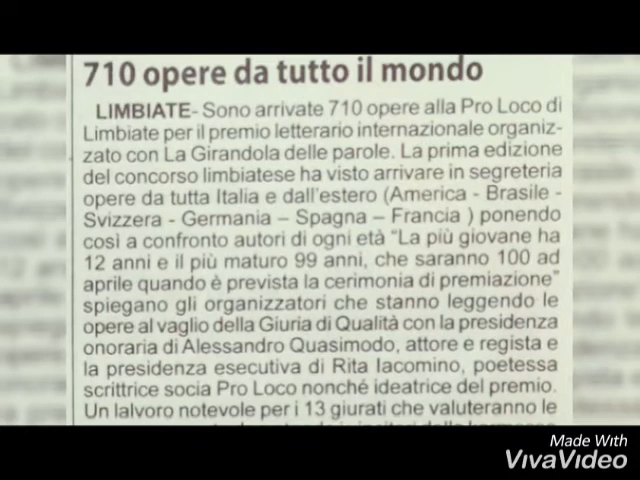 710 opere da tutto il mondo
LIMBIATE- Sono arrivate 710 opere alla Pro Loco di
Limbiate per il premio letterario internazionale organiz-
zato con La Girandola delle parole. La prima edizione
del concorso limbiatese ha visto arrivare in segreteria
opere da tutta Italia e dall'estero (America - Brasile -
Svizzera - Germania – Spagna – Francia ) ponendo
così a confronto autori di ogni età “La più giovane ha
12 anni e il più maturo 99 anni, che saranno 100 ad
aprile quando è prevista la cerimonia di premiazione”
spiegano gli organizzatori che stanno leggendo le
opere al vaglio della Giuria di Qualità con la presidenza
onoraria di Alessandro Quasimodo, attore e regista e
la presidenza esecutiva di Rita Iacomino, poetessa
scrittrice socia Pro Loco nonché ideatrice del premio.
Un lalvoro notevole per i 13 giurati che valuteranno le
Made With
VivaVideo